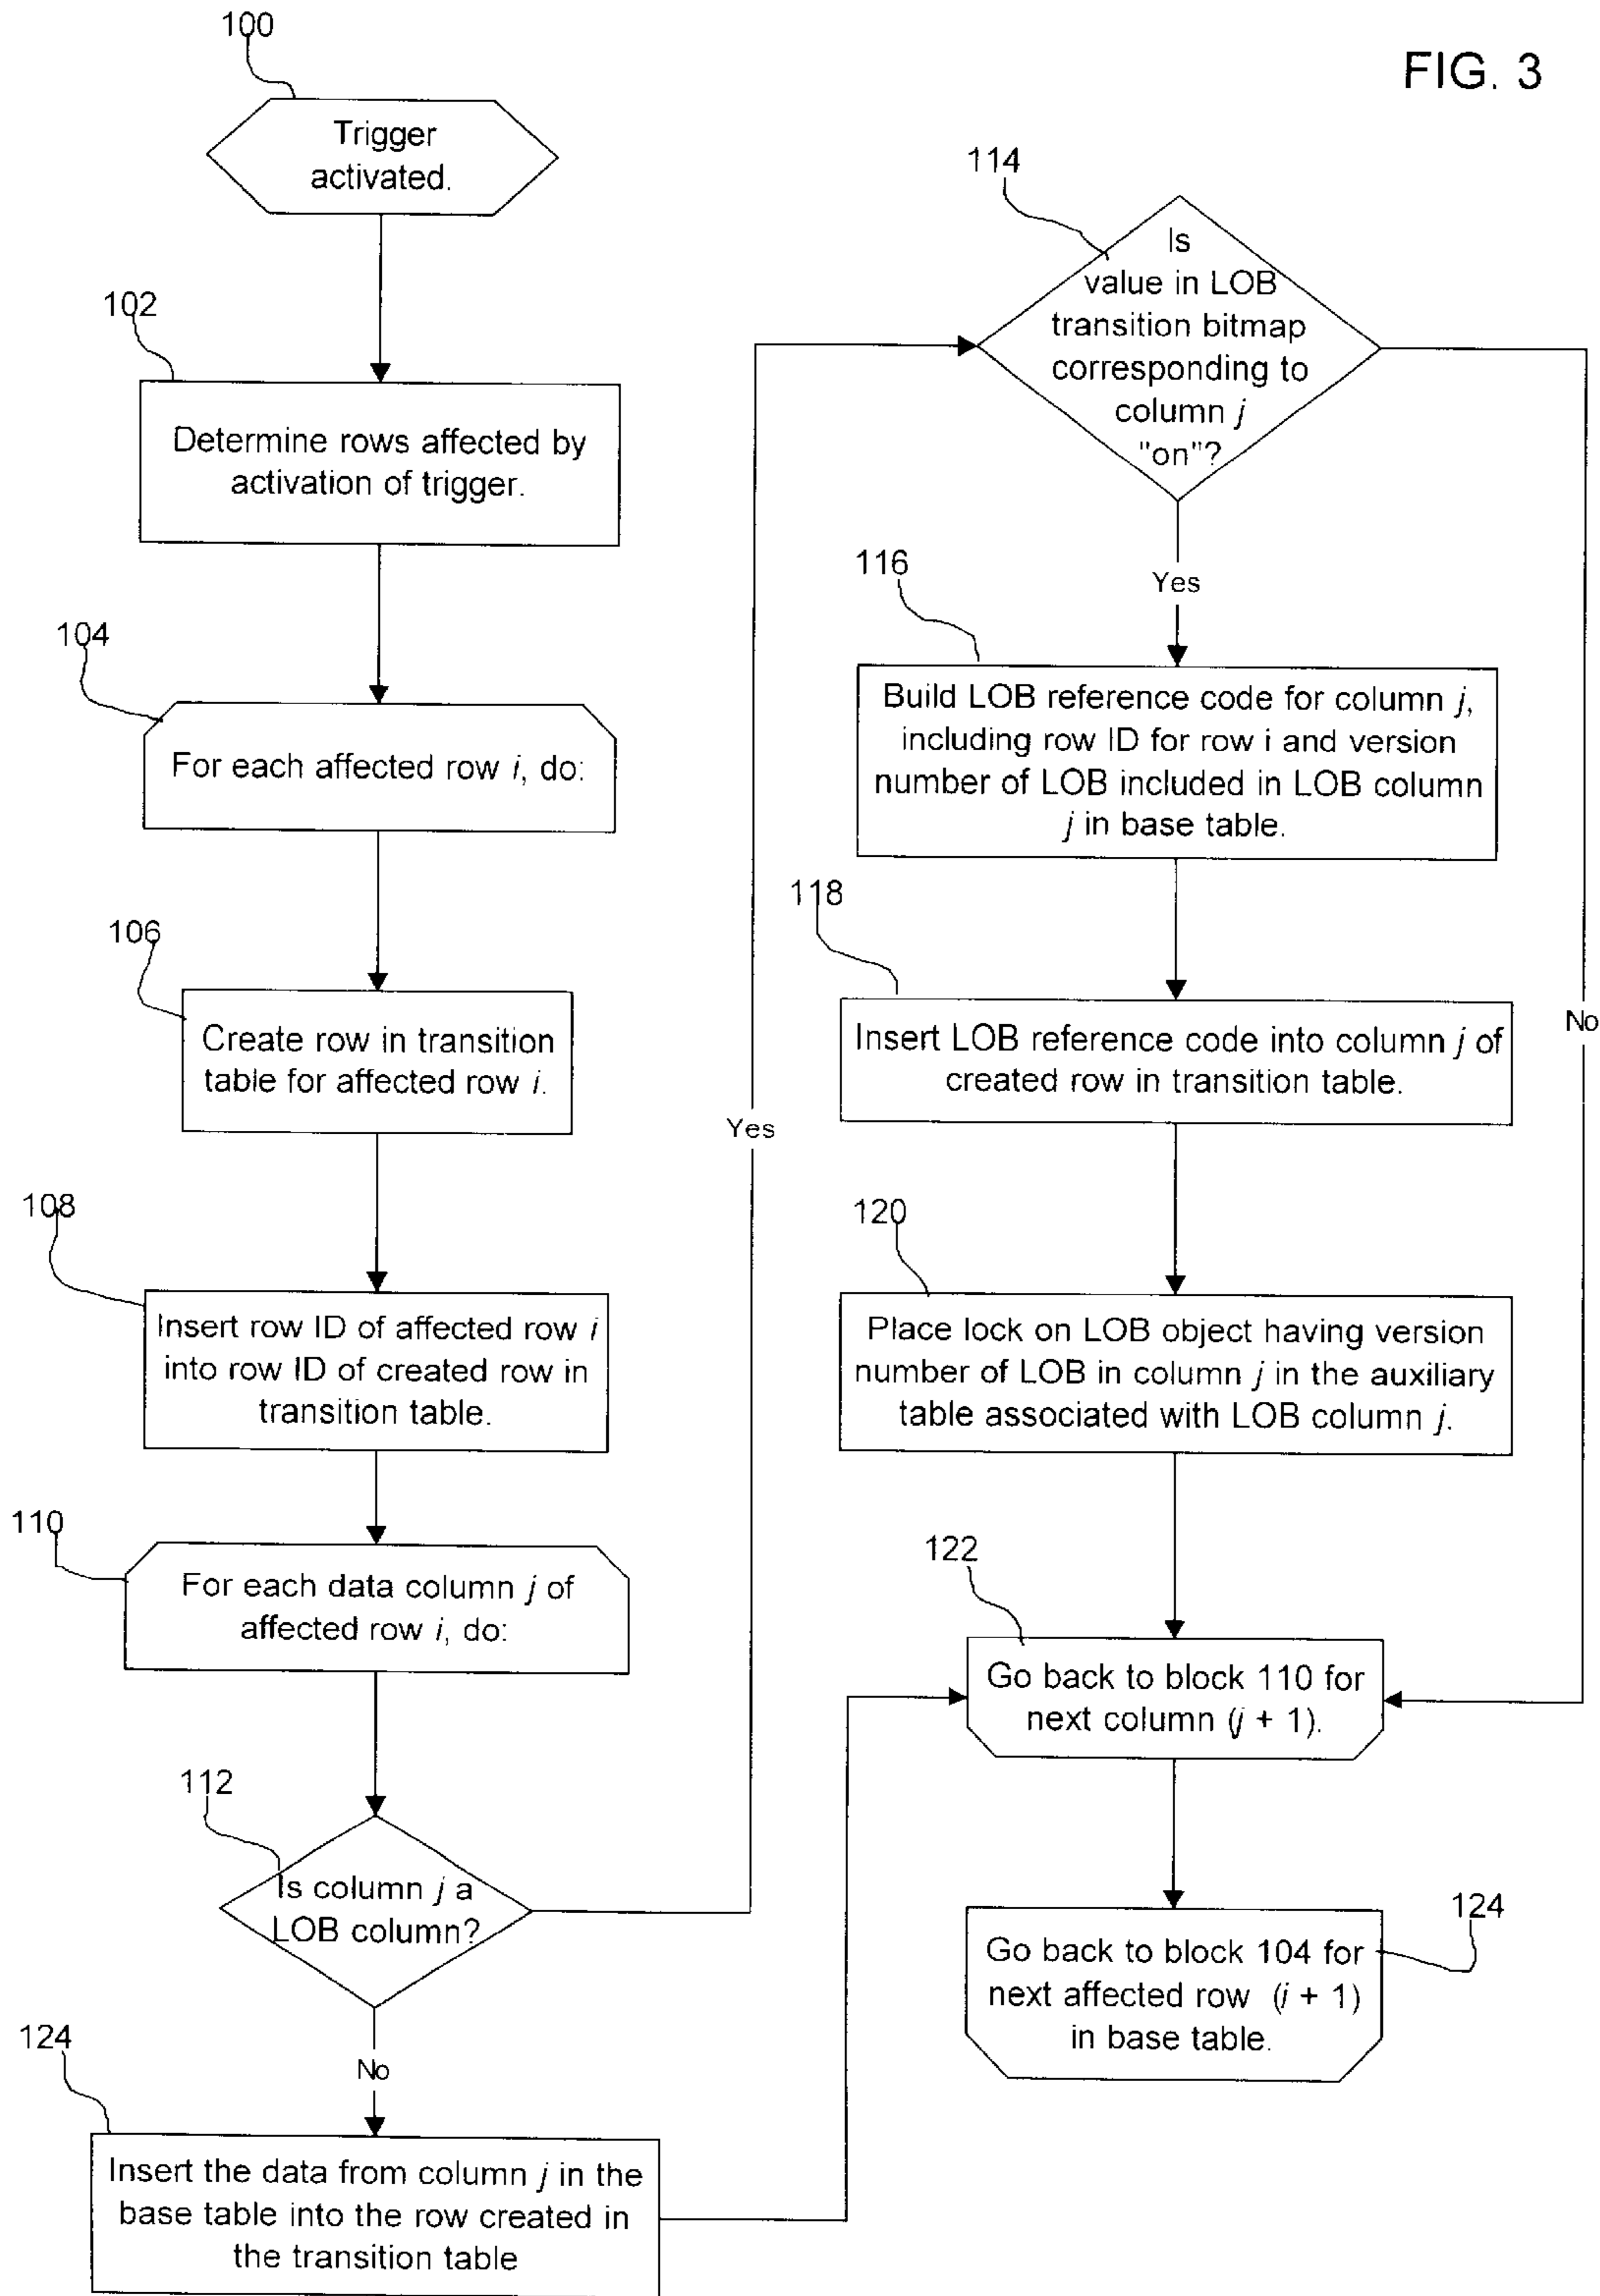 FIG. 3
100
Trigger
activated.
102
Determine rows affected by
activation of trigger.
104
For each affected row i, do:
106
Create row in transition
table for affected row i.
108
Insert row ID of affected row i
into row ID of created row in
transition table.
110
For each data column j of
affected row i, do:
112
Is column j a
LOB column?
Yes
No
124
Insert the data from column j in the
base table into the row created in
the transition table
114
Is
value in LOB
transition bitmap
corresponding to
column j
"on"?
Yes
No
116
Build LOB reference code for column j,
including row ID for row i and version
number of LOB included in LOB column
j in base table.
118
Insert LOB reference code into column j of
created row in transition table.
120
Place lock on LOB object having version
number of LOB in column j in the auxiliary
table associated with LOB column j.
122
Go back to block 110 for
next column (j + 1).
124
Go back to block 104 for
next affected row (i + 1)
in base table.